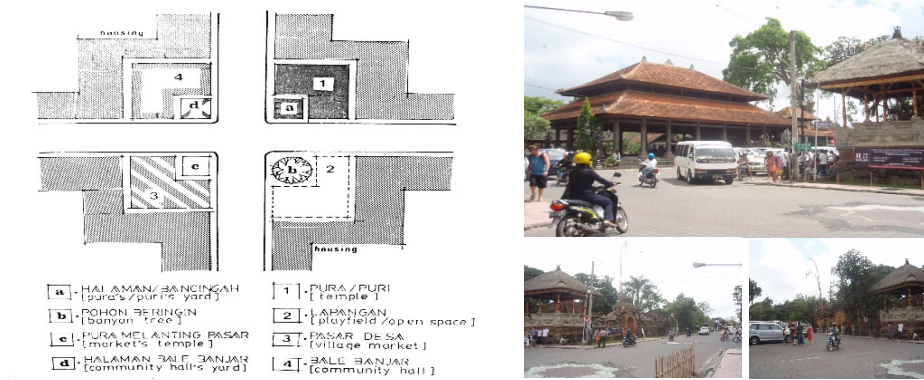 housing
4
d
1
a
c
3
b
2
housing
a . HALAMAN/BANCINGAH
[pura's/puri's yard]
b . POHON BERINGIN
[banyan tree]
c . PURA MELANTING PASAR
[market's temple]
d . HALAMAN BALE BANJAR
[community hall's yard]
1 . PURA/PURI
[temple]
2 . LAPANGAN
[playfield/open space]
3 . PASAR DESA
[village market]
4 . BALE BANJAR
[community hall]